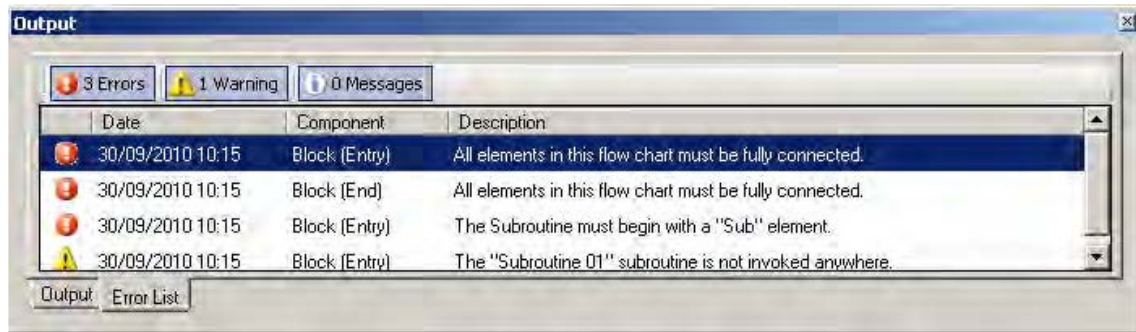 Output
3 Errors 1 Warning 0 Messages
Date Component Description
30/09/2010 10:15 Block (Entry) All elements in this flow chart must be fully connected.
30/09/2010 10:15 Block (End) All elements in this flow chart must be fully connected.
30/09/2010 10:15 Block (Entry) The Subroutine must begin with a "Sub" element.
30/09/2010 10:15 Block (Entry) The "Subroutine 01" subroutine is not invoked anywhere.
Output Error List